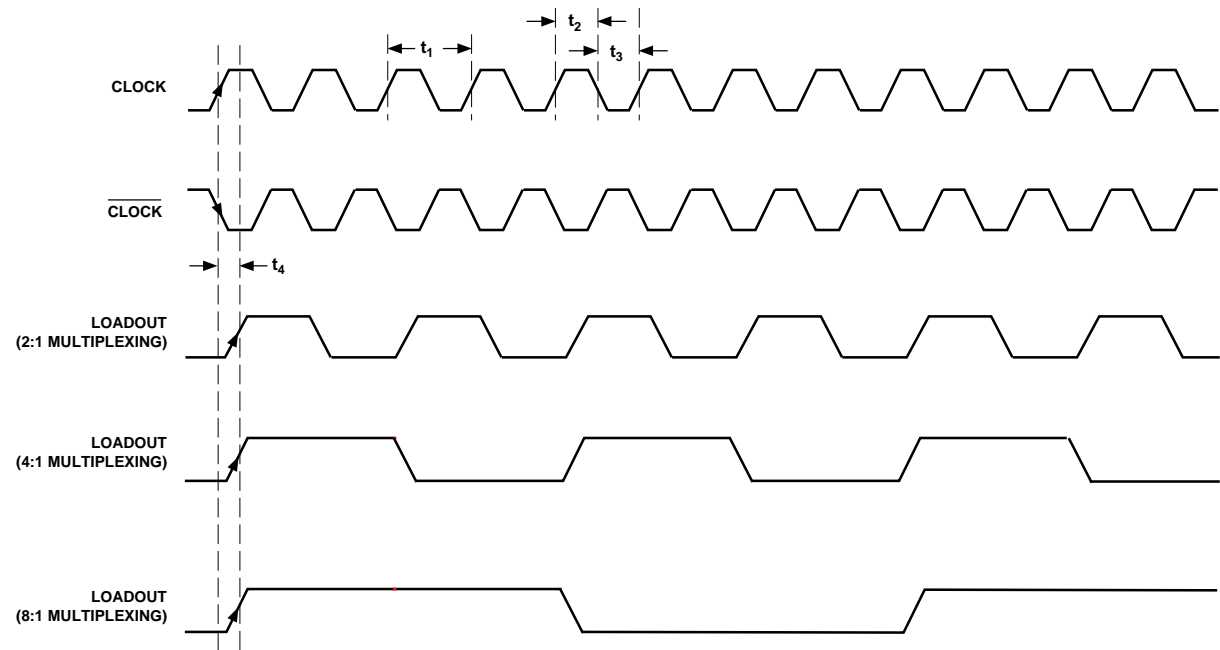 t2
t1
t3
CLOCK
CLOCK
t4
LOADOUT
(2:1 MULTIPLEXING)
LOADOUT
(4:1 MULTIPLEXING)
LOADOUT
(8:1 MULTIPLEXING)